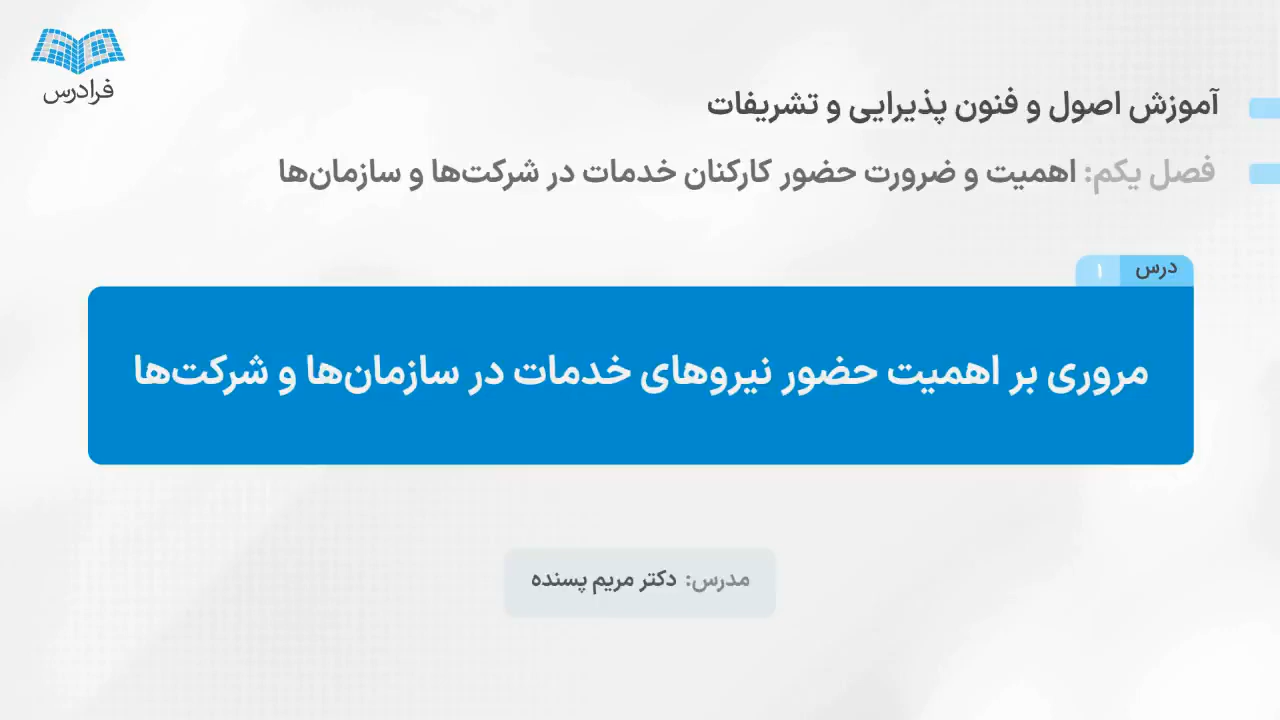 فرادرس
آموزش اصول و فنون پذیرایی و تشریفات
فصل یکم: اهمیت و ضرورت حضور کارکنان خدمات در شرکت‌ها و سازمان‌ها
درس ۱
مروری بر اهمیت حضور نیروهای خدمات در سازمان‌ها و شرکت‌ها
مدرس: دکتر مریم پسنده